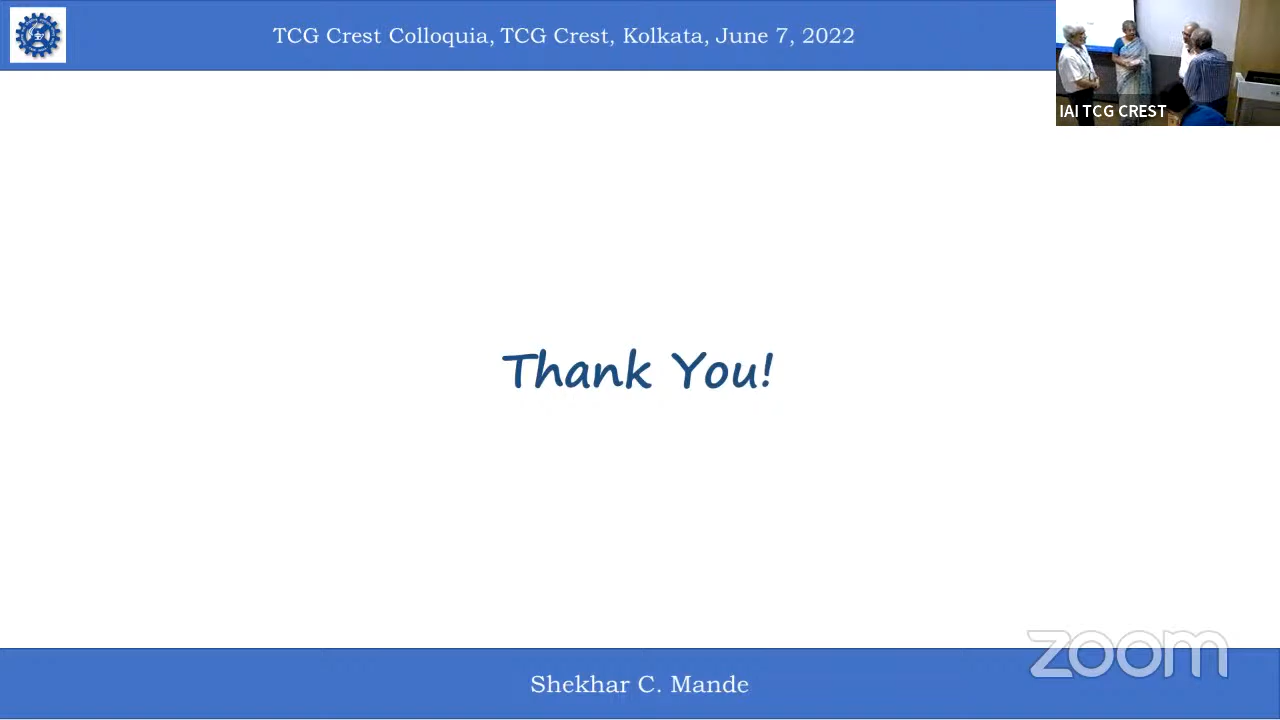 TCG Crest Colloquia, TCG Crest, Kolkata, June 7, 2022
IAI TCG CREST
Thank You!
zoom
Shekhar C. Mande